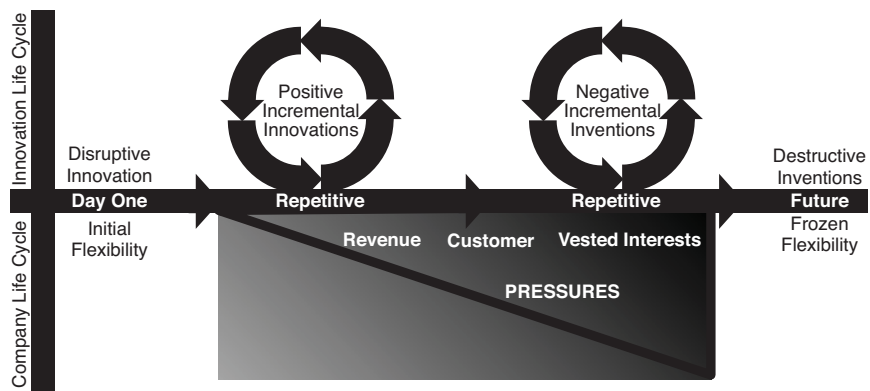 Innovation Life Cycle
Company Life Cycle
Disruptive
Innovation
Day One
Initial
Flexibility
Positive
Incremental
Innovations
Repetitive
Negative
Incremental
Inventions
Repetitive
Destructive
Inventions
Future
Frozen
Flexibility
Revenue
Customer
Vested Interests
PRESSURES